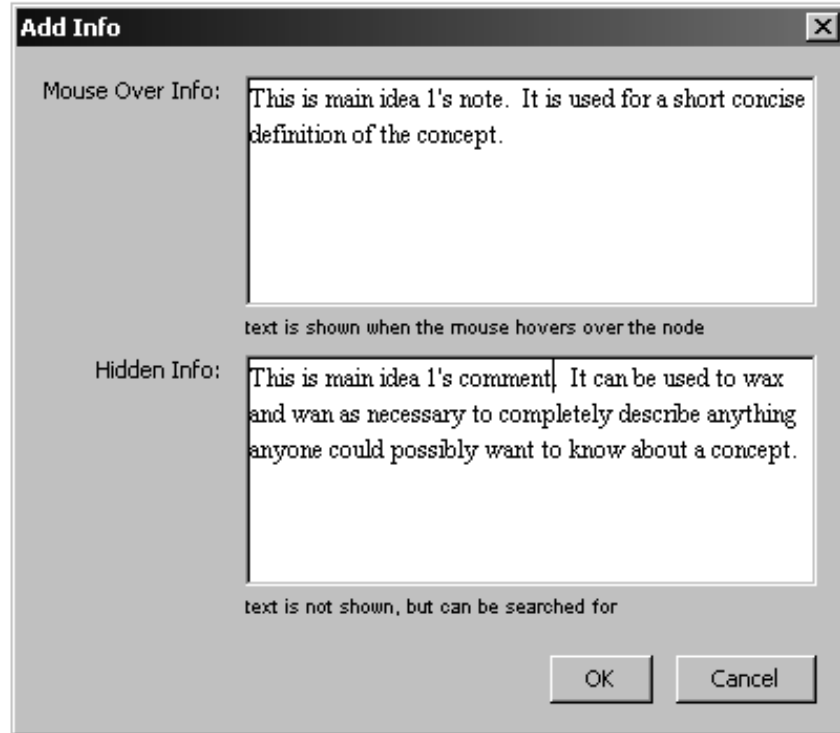 Add Info
Mouse Over Info:
This is main idea 1's note.  It is used for a short concise
definition of the concept.
text is shown when the mouse hovers over the node
Hidden Info:
This is main idea 1's comment.  It can be used to wax
and wan as necessary to completely describe anything
anyone could possibly want to know about a concept.
text is not shown, but can be searched for
OK
Cancel